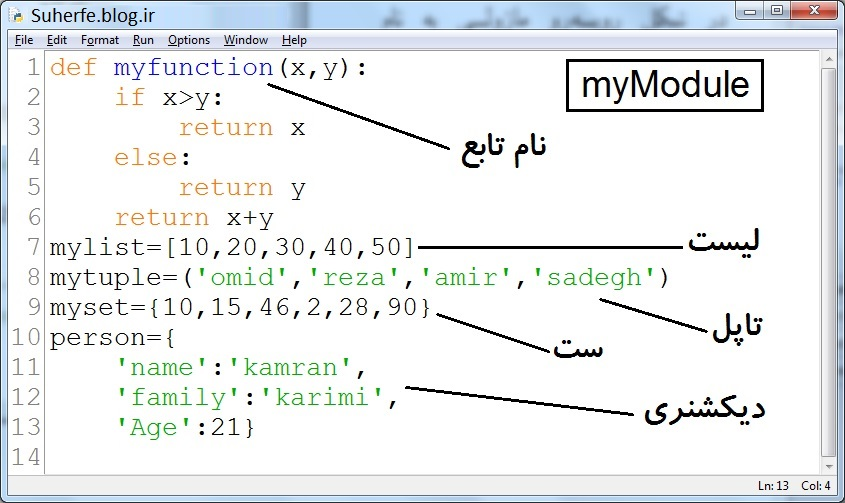 Suherfe.blog.ir
File Edit Format Run Options Window Help
myModule
1 def myfunction(x,y):
2     if x>y:
3         return x
نام تابع
4     else:
5         return y
6     return x+y
7 mylist=[10,20,30,40,50]
لیست
8 mytuple=('omid','reza','amir','sadegh')
تاپل
9 myset={10,15,46,2,28,90}
ست
10 person={
11     'name':'kamran',
12     'family':'karimi',
دیکشنری
13     'Age':21}
14
Ln: 13 Col: 4